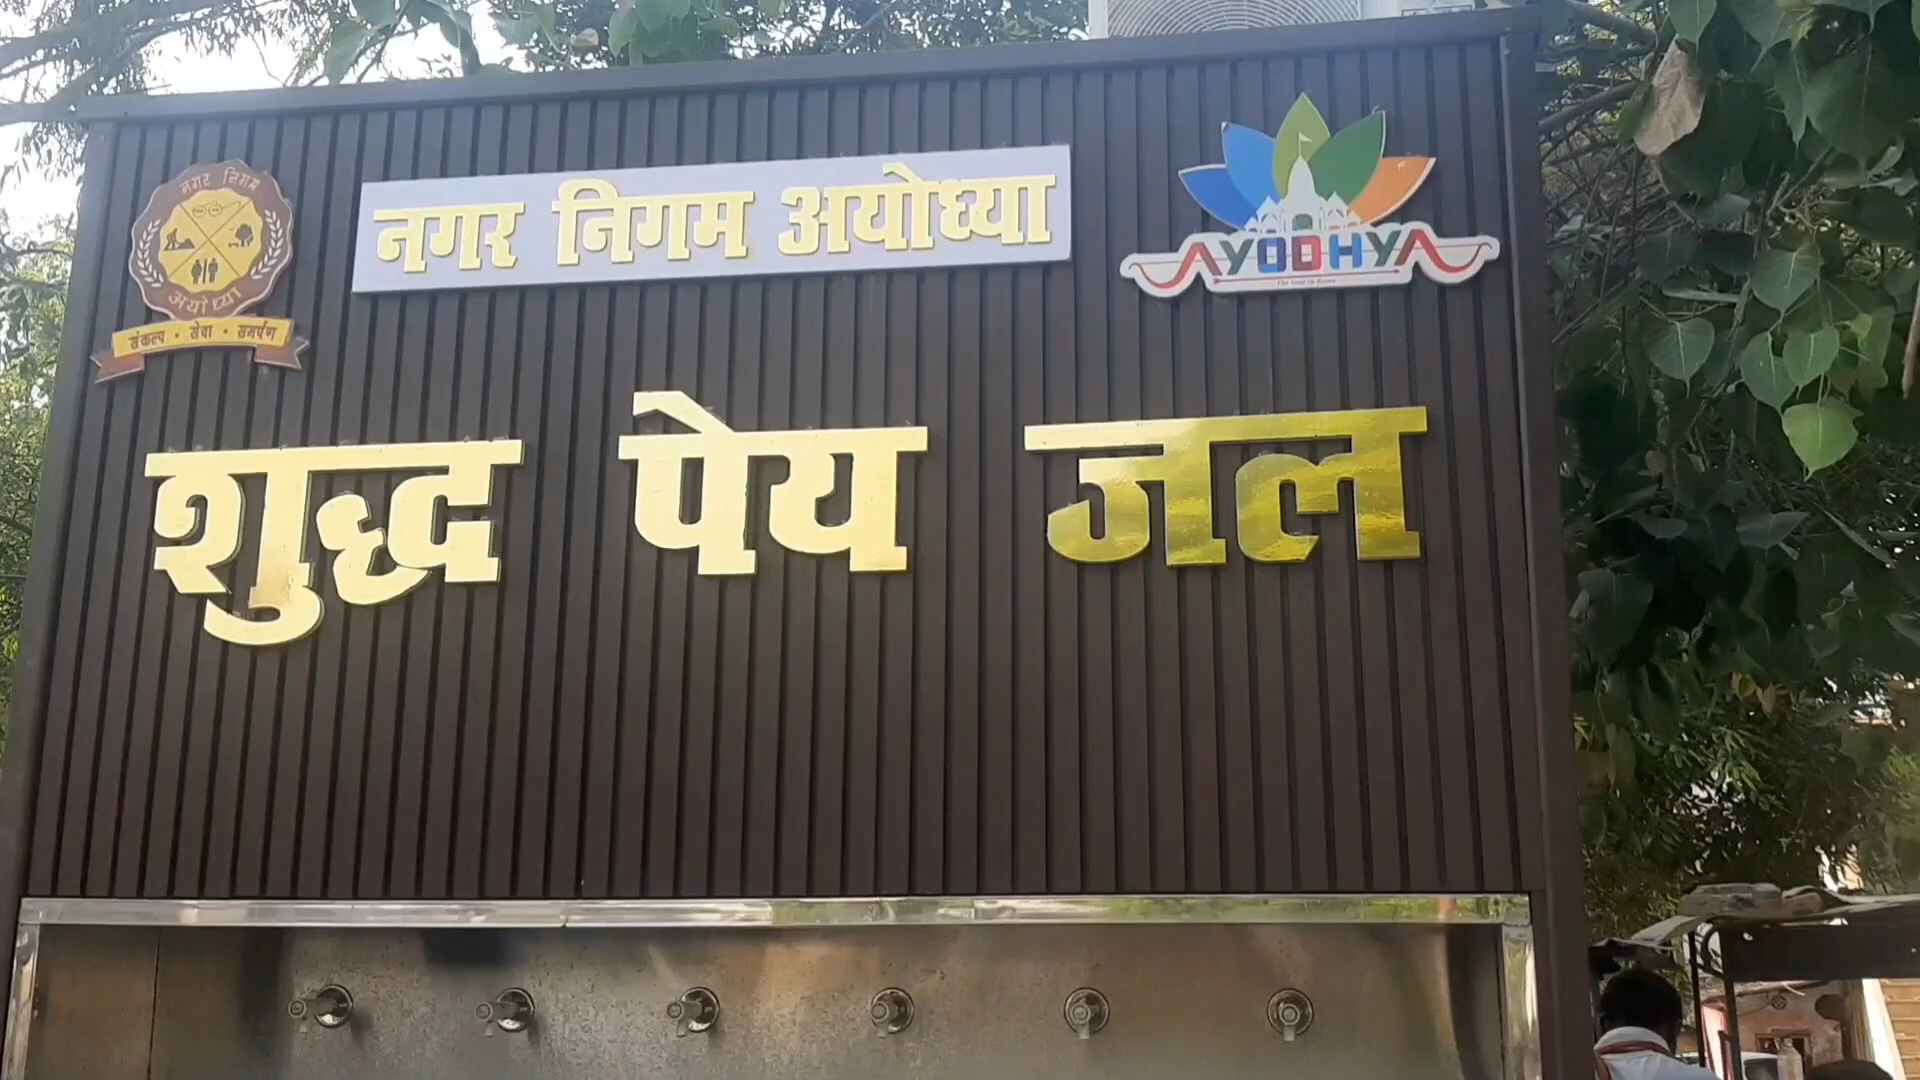 नगर निगम
अयोध्या
संकल्प • सेवा • समर्पण
नगर निगम अयोध्या
AYODHYA
शुद्ध पेय जल